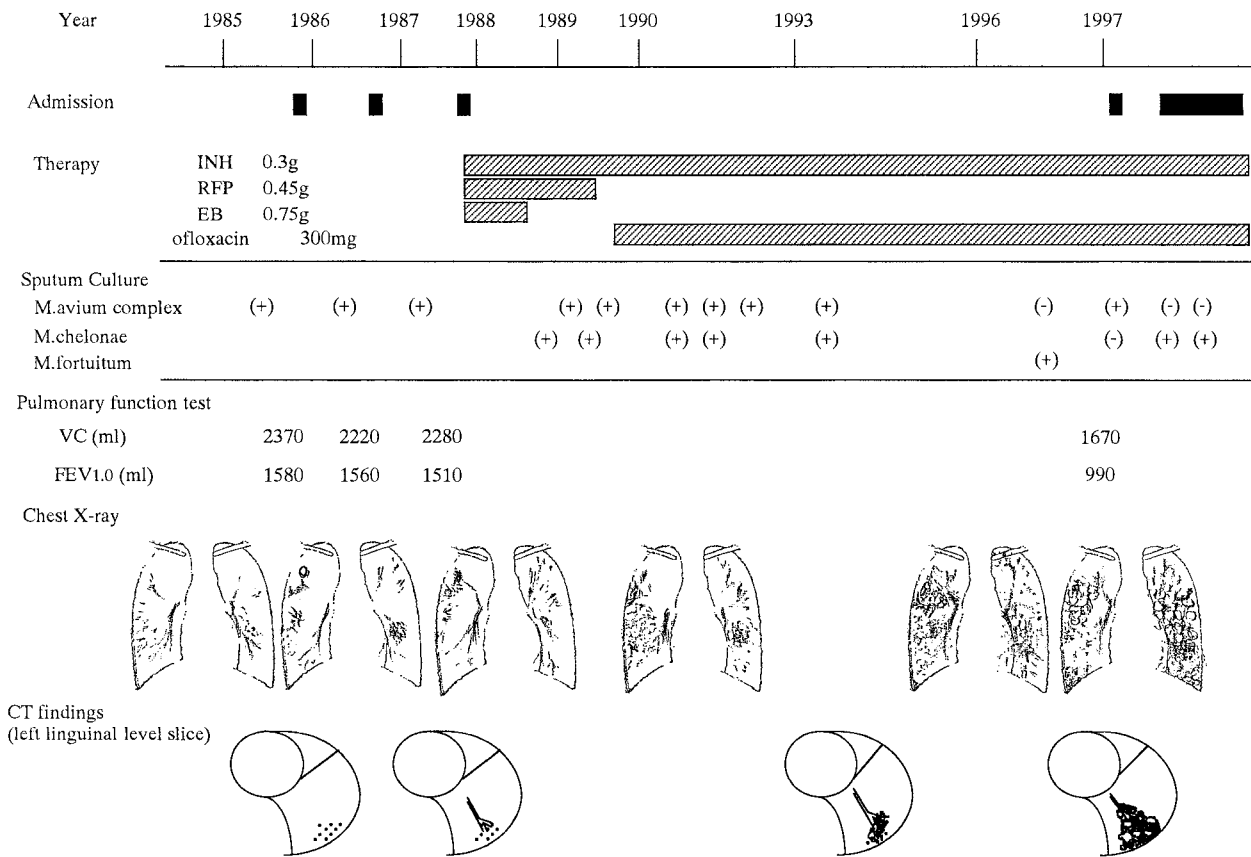 Year 1985 1986 1987 1988 1989 1990 1993 1996 1997
Admission
Therapy INH 0.3g
RFP 0.45g
EB 0.75g
ofloxacin 300mg
Sputum Culture
M.avium complex (+) (+) (+) (+) (+) (+) (+) (+) (+) (-) (+) (-) (-)
M.chelonae (+) (+) (+) (+) (+) (-) (+) (+)
M.fortuitum (+)
Pulmonary function test
VC (ml) 2370 2220 2280 1670
FEV1.0 (ml) 1580 1560 1510 990
Chest X-ray
CT findings
(left linguinal level slice)